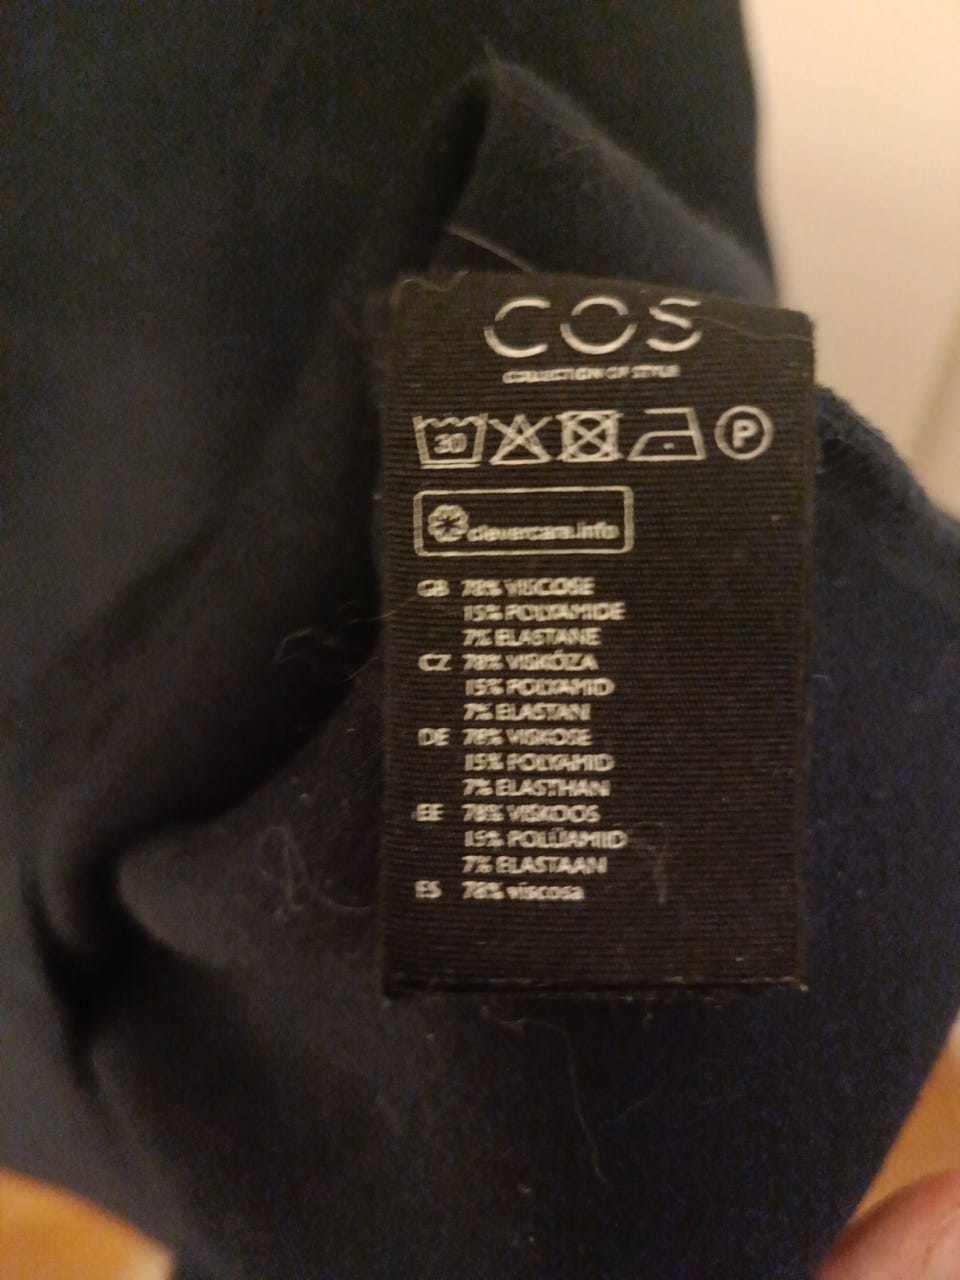 COS
COLLECTION OF STYLE
30 P
clevercare.info
GB 78% VISCOSE
15% POLYAMIDE
7% ELASTANE
CZ 78% VISKÓZA
15% POLYAMID
7% ELASTAN
DE 78% VISKOSE
15% POLYAMID
7% ELASTHAN
EE 78% VISKOOS
15% POLÜAMIID
7% ELASTAAN
ES 78% viscosa